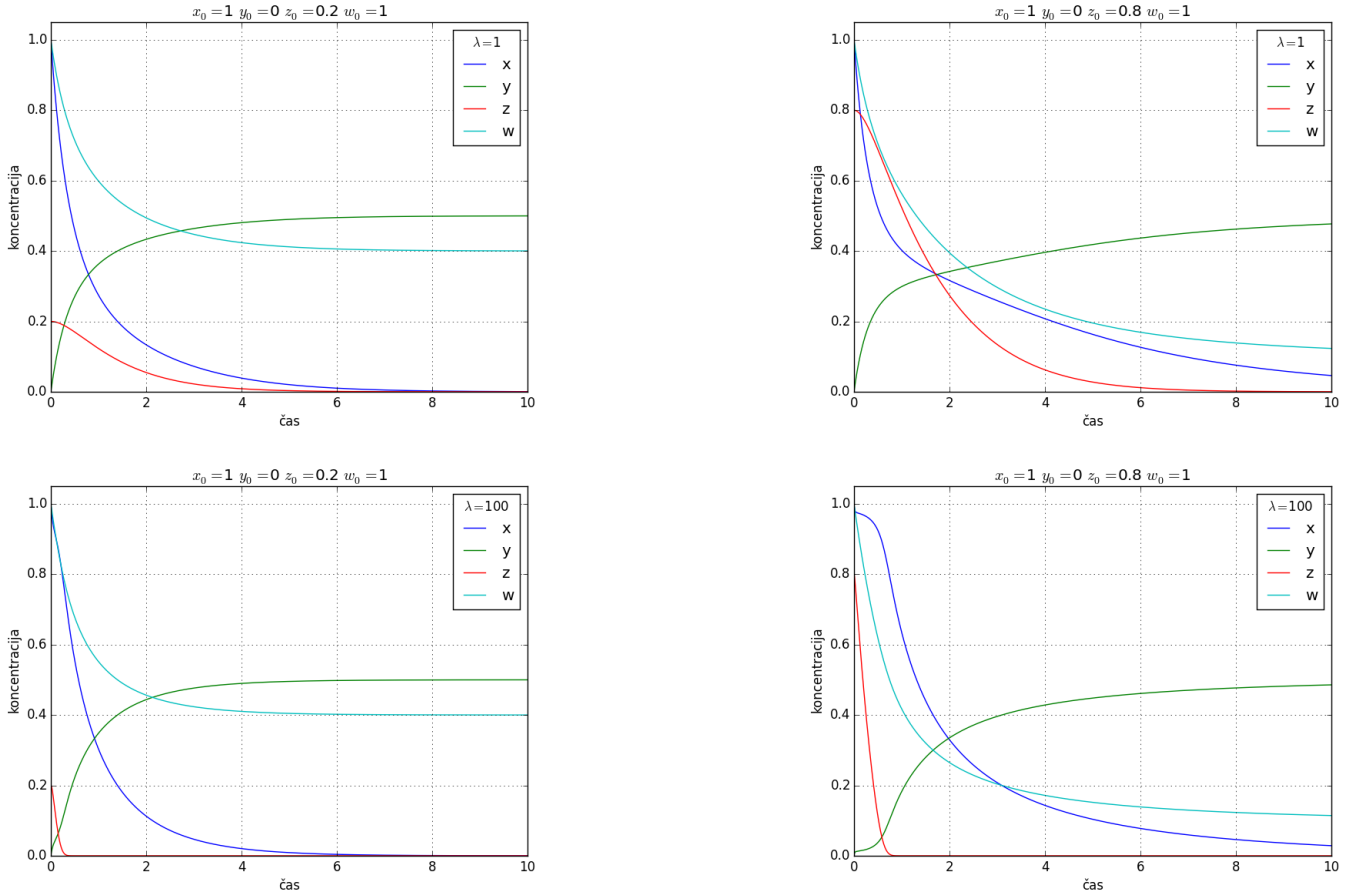 x₀ =1 y₀ =0 z₀ =0.2 w₀ =1
koncentracija
1.0
0.8
0.6
0.4
0.2
0.0
λ=1
x
y
z
w
0 2 4 6 8 10
čas
x₀ =1 y₀ =0 z₀ =0.8 w₀ =1
koncentracija
1.0
0.8
0.6
0.4
0.2
0.0
λ=1
x
y
z
w
0 2 4 6 8 10
čas
x₀ =1 y₀ =0 z₀ =0.2 w₀ =1
koncentracija
1.0
0.8
0.6
0.4
0.2
0.0
λ=100
x
y
z
w
0 2 4 6 8 10
čas
x₀ =1 y₀ =0 z₀ =0.8 w₀ =1
koncentracija
1.0
0.8
0.6
0.4
0.2
0.0
λ=100
x
y
z
w
0 2 4 6 8 10
čas